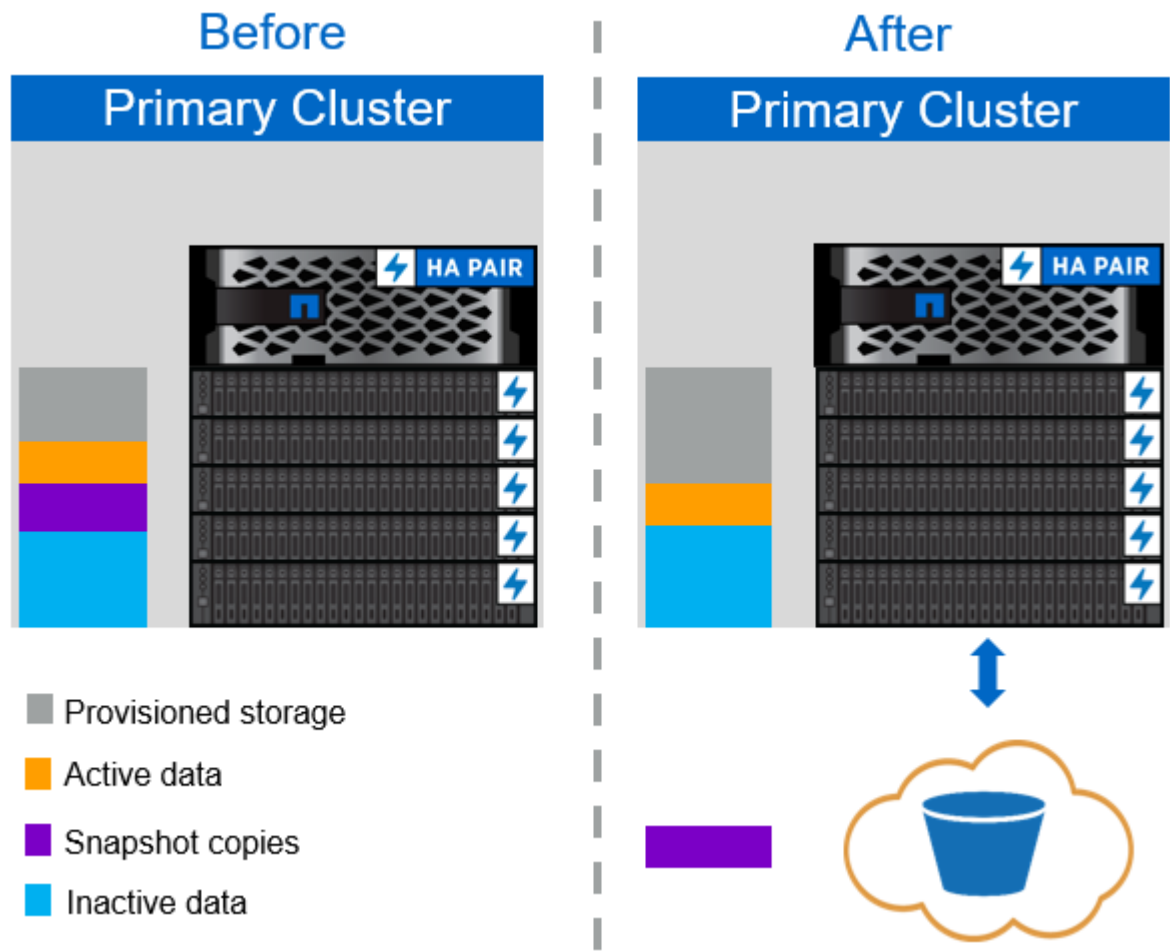 Before
After
Primary Cluster
Primary Cluster
HA PAIR
HA PAIR
Provisioned storage
Active data
Snapshot copies
Inactive data